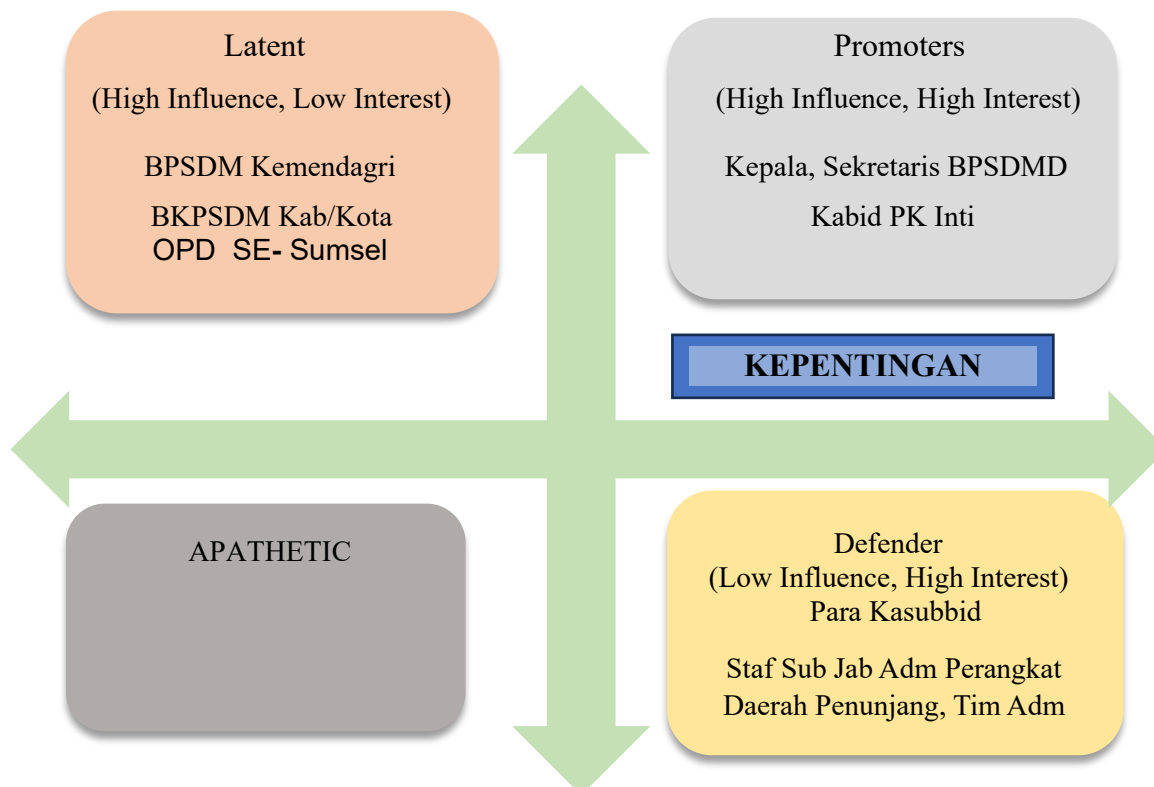 Latent
(High Influence, Low Interest)
BPSDM Kemendagri
BKPSDM Kab/Kota
OPD SE- Sumsel
Promoters
(High Influence, High Interest)
Kepala, Sekretaris BPSDMD
Kabid PK Inti
KEPENTINGAN
APATHETIC
Defender
(Low Influence, High Interest)
Para Kasubbid
Staf Sub Jab Adm Perangkat
Daerah Penunjang, Tim Adm